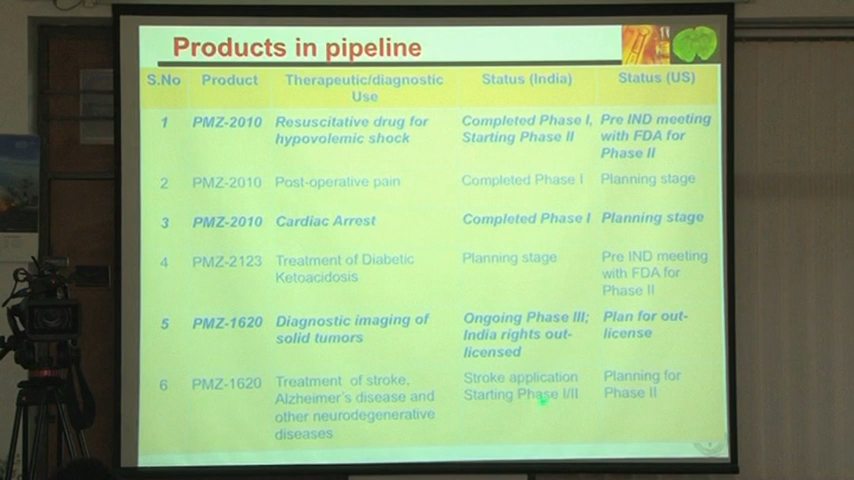 Products in pipeline
S.No Product Therapeutic/diagnostic Use Status (India) Status (US)
1 PMZ-2010 Resuscitative drug for hypovolemic shock Completed Phase I, Starting Phase II Pre IND meeting with FDA for Phase II
2 PMZ-2010 Post-operative pain Completed Phase I Planning stage
3 PMZ-2010 Cardiac Arrest Completed Phase I Planning stage
4 PMZ-2123 Treatment of Diabetic Ketoacidosis Planning stage Pre IND meeting with FDA for Phase II
5 PMZ-1620 Diagnostic imaging of solid tumors Ongoing Phase III; India rights out-licensed Plan for out-license
6 PMZ-1620 Treatment of stroke, Alzheimer's disease and other neurodegenerative diseases Stroke application Starting Phase I/II Planning for Phase II